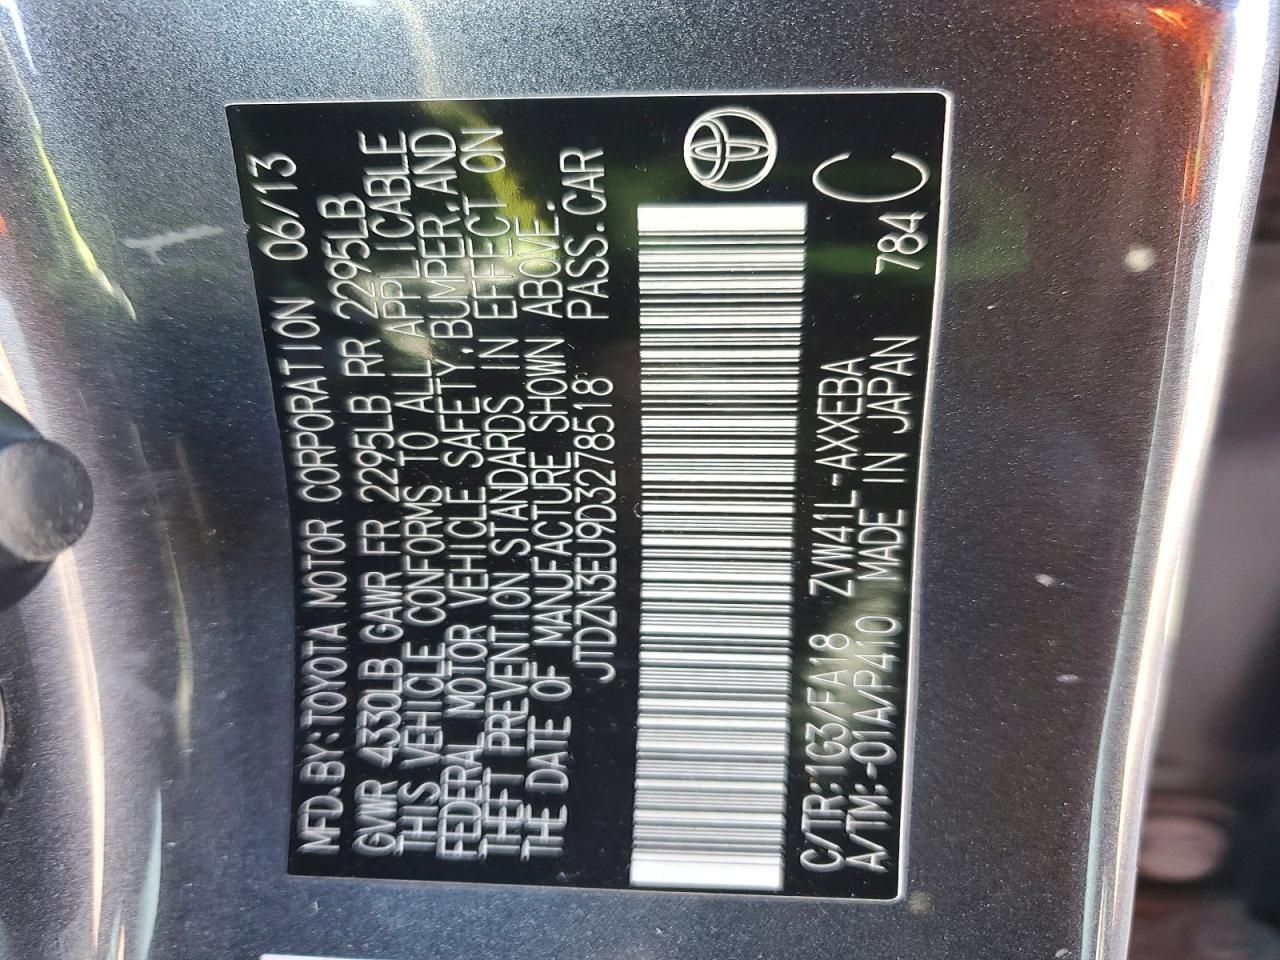 MFD.BY:TOYOTA MOTOR CORPORATION 06/13
GVWR 4330LB GAWR FR 2295LB RR 2295LB
THIS VEHICLE CONFORMS TO ALL APPLICABLE
FEDERAL MOTOR VEHICLE SAFETY,BUMPER,AND
THEFT PREVENTION STANDARDS IN EFFECT ON
THE DATE OF MANUFACTURE SHOWN ABOVE.
JTDZN3EU9D3278518 PASS.CAR
C/TR:1G3/FA18 ZVW41L-AXXEBA C
A/TM:-01A/P410 MADE IN JAPAN 784